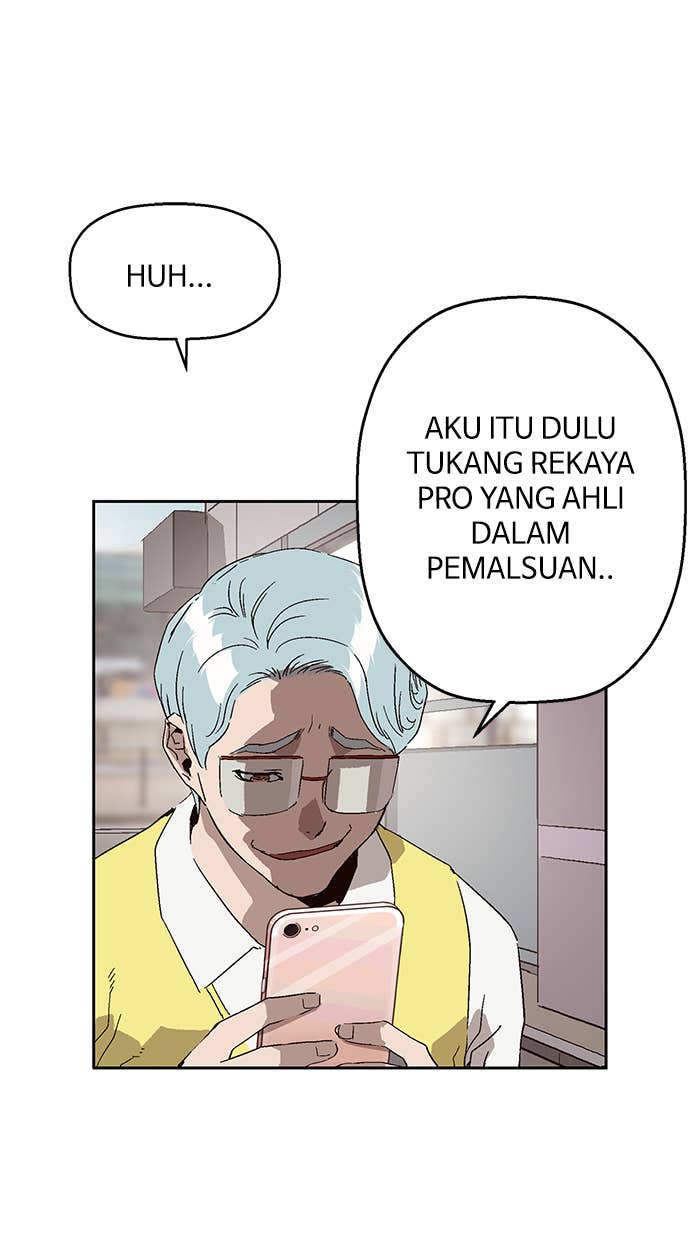 HUH...
AKU ITU DULU
TUKANG REKAYA
PRO YANG AHLI
DALAM
PEMALSUAN..